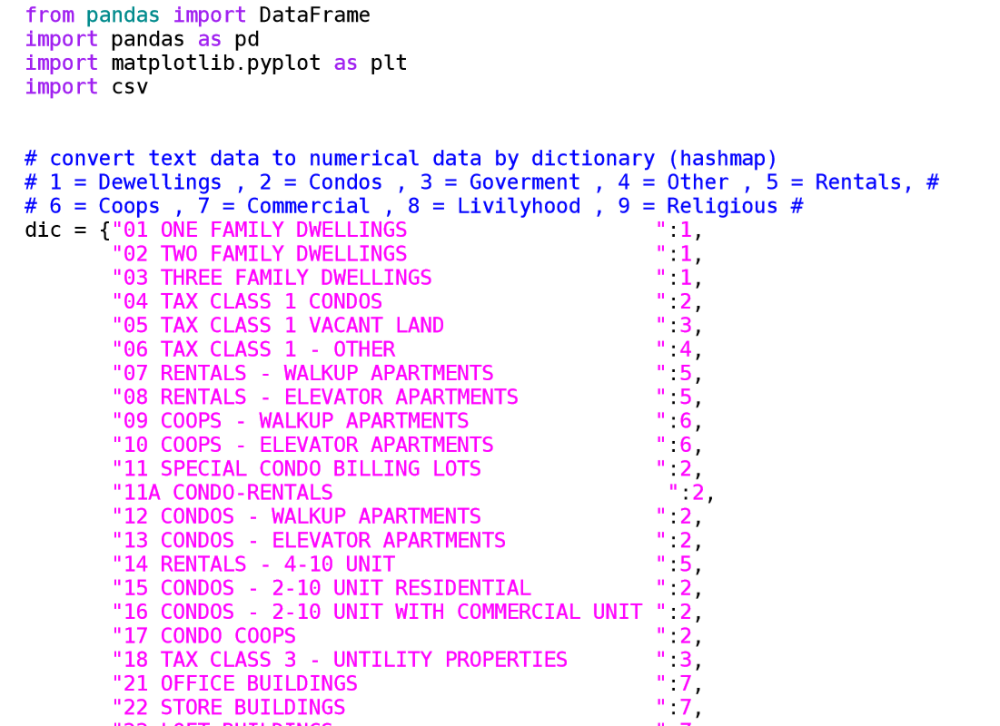 from pandas import DataFrame
import pandas as pd
import matplotlib.pyplot as plt
import csv
# convert text data to numerical data by dictionary (hashmap)
# 1 = Dewellings , 2 = Condos , 3 = Goverment , 4 = Other , 5 = Rentals, #
# 6 = Coops , 7 = Commercial , 8 = Livilyhood , 9 = Religious #
dic = {"01 ONE FAMILY DWELLINGS                    ":1,
       "02 TWO FAMILY DWELLINGS                    ":1,
       "03 THREE FAMILY DWELLINGS                  ":1,
       "04 TAX CLASS 1 CONDOS                      ":2,
       "05 TAX CLASS 1 VACANT LAND                 ":3,
       "06 TAX CLASS 1 - OTHER                     ":4,
       "07 RENTALS - WALKUP APARTMENTS             ":5,
       "08 RENTALS - ELEVATOR APARTMENTS           ":5,
       "09 COOPS - WALKUP APARTMENTS               ":6,
       "10 COOPS - ELEVATOR APARTMENTS             ":6,
       "11 SPECIAL CONDO BILLING LOTS              ":2,
       "11A CONDO-RENTALS                           ":2,
       "12 CONDOS - WALKUP APARTMENTS              ":2,
       "13 CONDOS - ELEVATOR APARTMENTS            ":2,
       "14 RENTALS - 4-10 UNIT                     ":5,
       "15 CONDOS - 2-10 UNIT RESIDENTIAL          ":2,
       "16 CONDOS - 2-10 UNIT WITH COMMERCIAL UNIT ":2,
       "17 CONDO COOPS                             ":2,
       "18 TAX CLASS 3 - UNTILITY PROPERTIES       ":3,
       "21 OFFICE BUILDINGS                        ":7,
       "22 STORE BUILDINGS                         ":7,